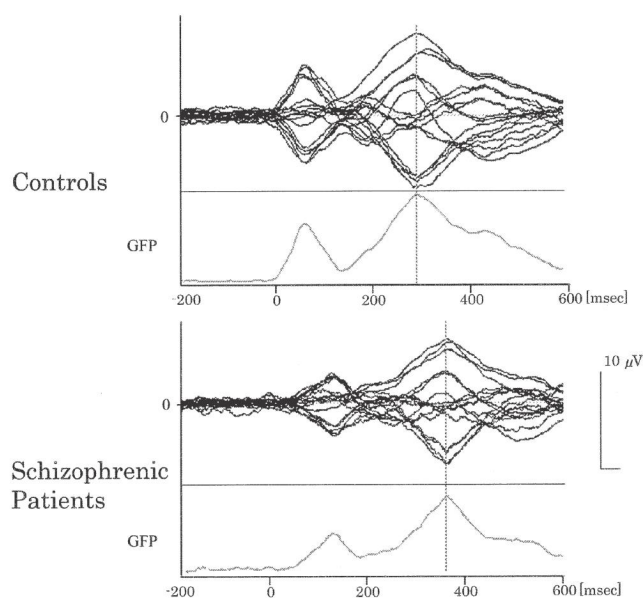 0
Controls
GFP
-200 0 200 400 600 [msec]
10 μV
0
Schizophrenic
Patients
GFP
-200 0 200 400 600 [msec]